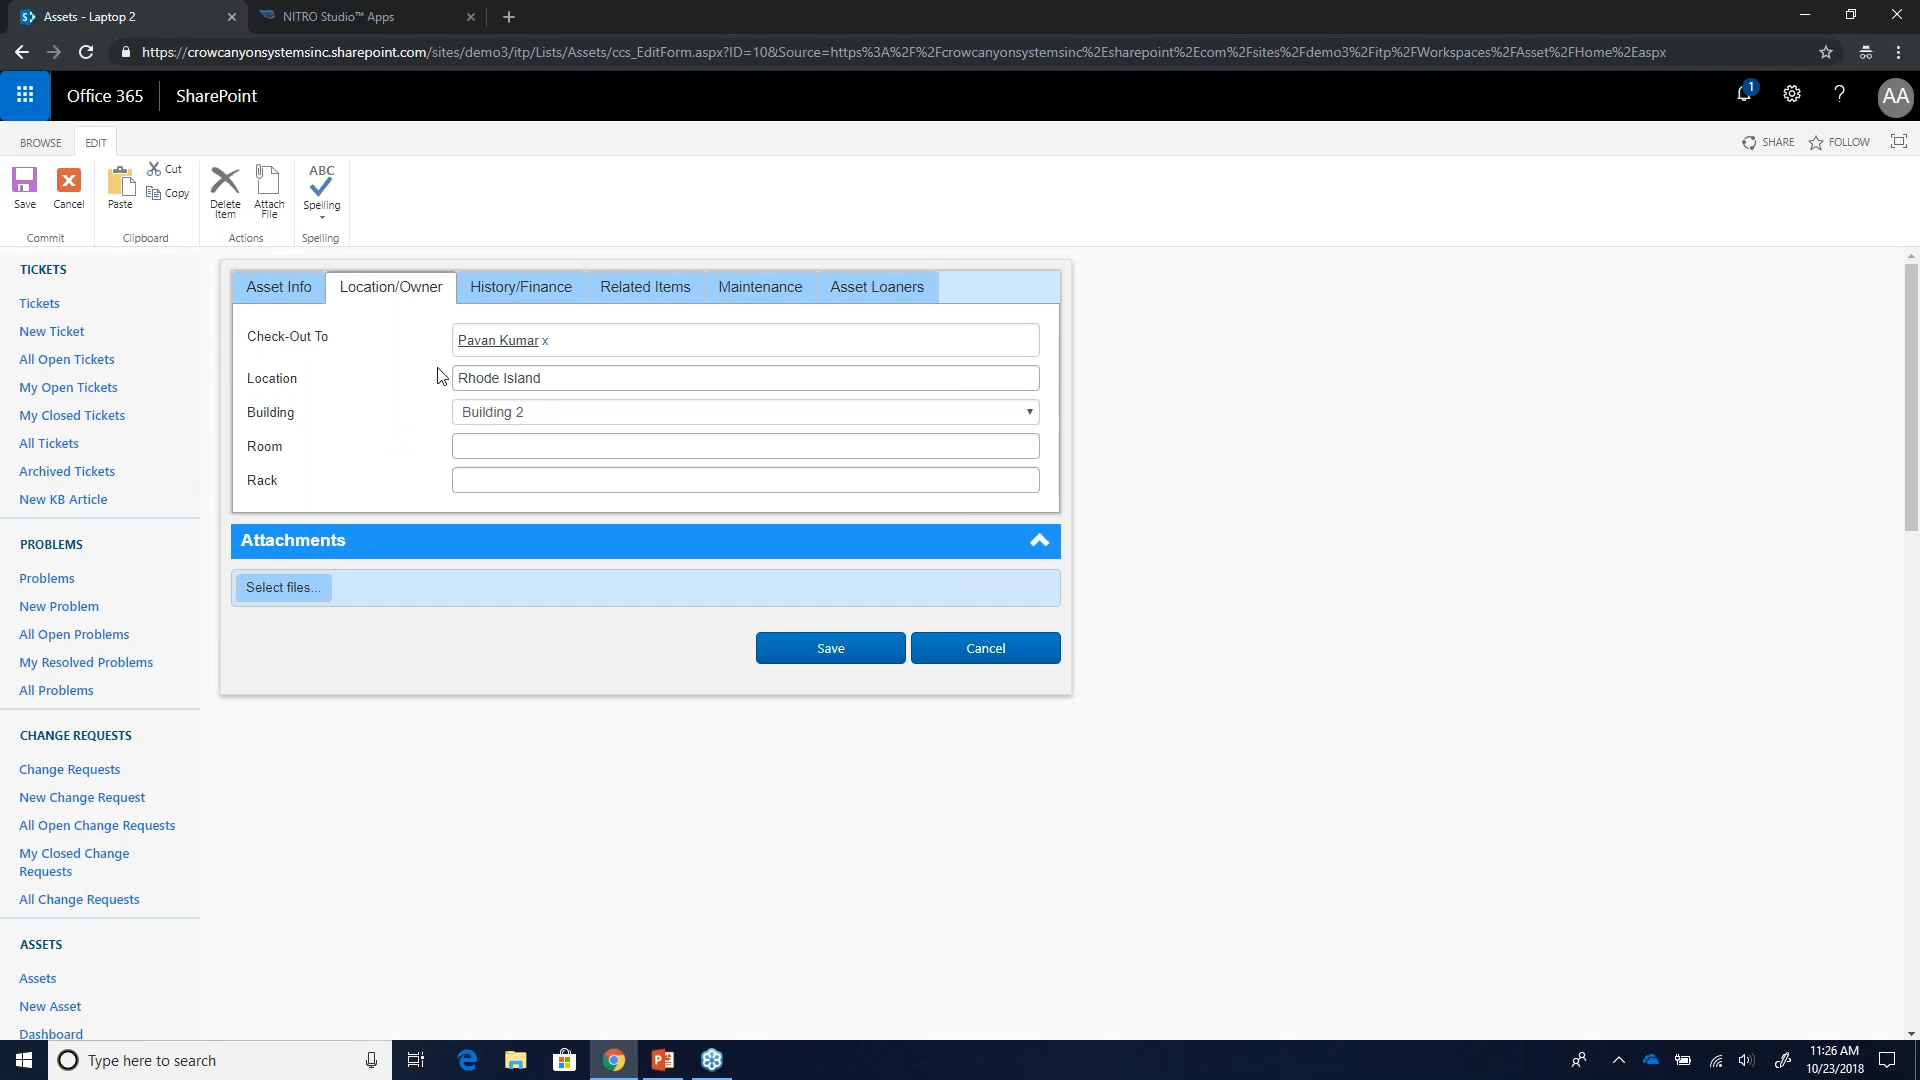 Assets - Laptop 2
NITRO Studio™ Apps
https://crowcanyonsystemsinc.sharepoint.com/sites/demo3/itp/Lists/Assets/ccs_EditForm.aspx?ID=10&Source=https%3A%2F%2Fcrowcanyonsystemsinc%2Esharepoint%2Ecom%2Fsites%2Fdemo3%2Fitp%2FWorkspaces%2FAsset%2FHome%2Easpx
Office 365
SharePoint
1
?
AA
BROWSE
EDIT
SHARE
FOLLOW
Save
Cancel
Paste
Cut
Copy
Delete Item
Attach File
ABC
Spelling
Commit
Clipboard
Actions
Spelling
TICKETS
Tickets
New Ticket
All Open Tickets
My Open Tickets
My Closed Tickets
All Tickets
Archived Tickets
New KB Article
PROBLEMS
Problems
New Problem
All Open Problems
My Resolved Problems
All Problems
CHANGE REQUESTS
Change Requests
New Change Request
All Open Change Requests
My Closed Change
Requests
All Change Requests
ASSETS
Assets
New Asset
Dashboard
Asset Info
Location/Owner
History/Finance
Related Items
Maintenance
Asset Loaners
Check-Out To
Pavan Kumar x
Location
Rhode Island
Building
Building 2
Room
Rack
Attachments
Select files...
Save
Cancel
Type here to search
11:26 AM
10/23/2018